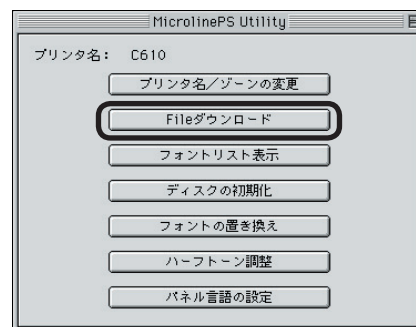 MicrolinePS Utility
プリンタ名: C610
プリンタ名/ゾーンの変更
Fileダウンロード
フォントリスト表示
ディスクの初期化
フォントの置き換え
ハーフトーン調整
パネル言語の設定